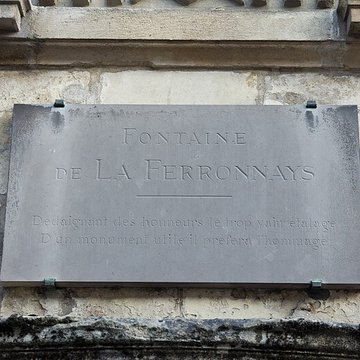 FONTAINE
DE LA FERRONNAYS
Dédaignant des honneurs le trop vain étalage
D'un monument utile il préféra l'hommage